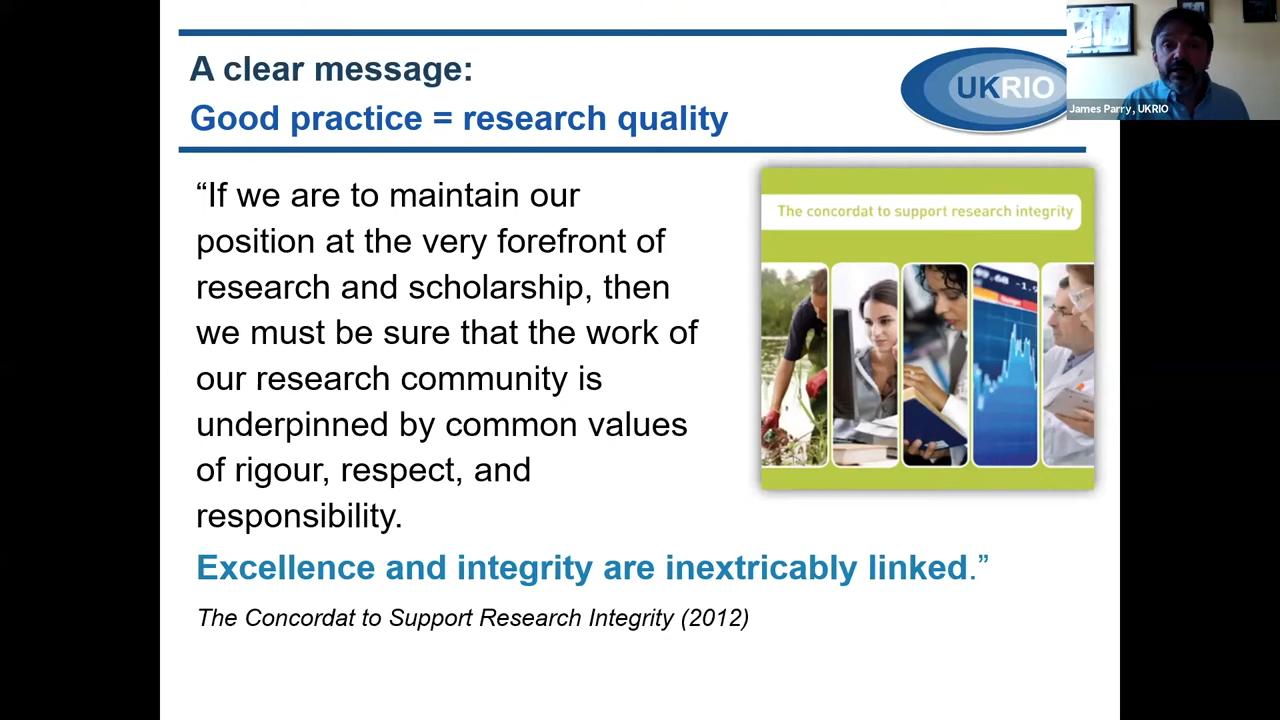 A clear message:
Good practice = research quality
UKRIO
James Parry, UKRIO
“If we are to maintain our
position at the very forefront of
research and scholarship, then
we must be sure that the work of
our research community is
underpinned by common values
of rigour, respect, and
responsibility.
Excellence and integrity are inextricably linked.”
The Concordat to Support Research Integrity (2012)
The concordat to support research integrity